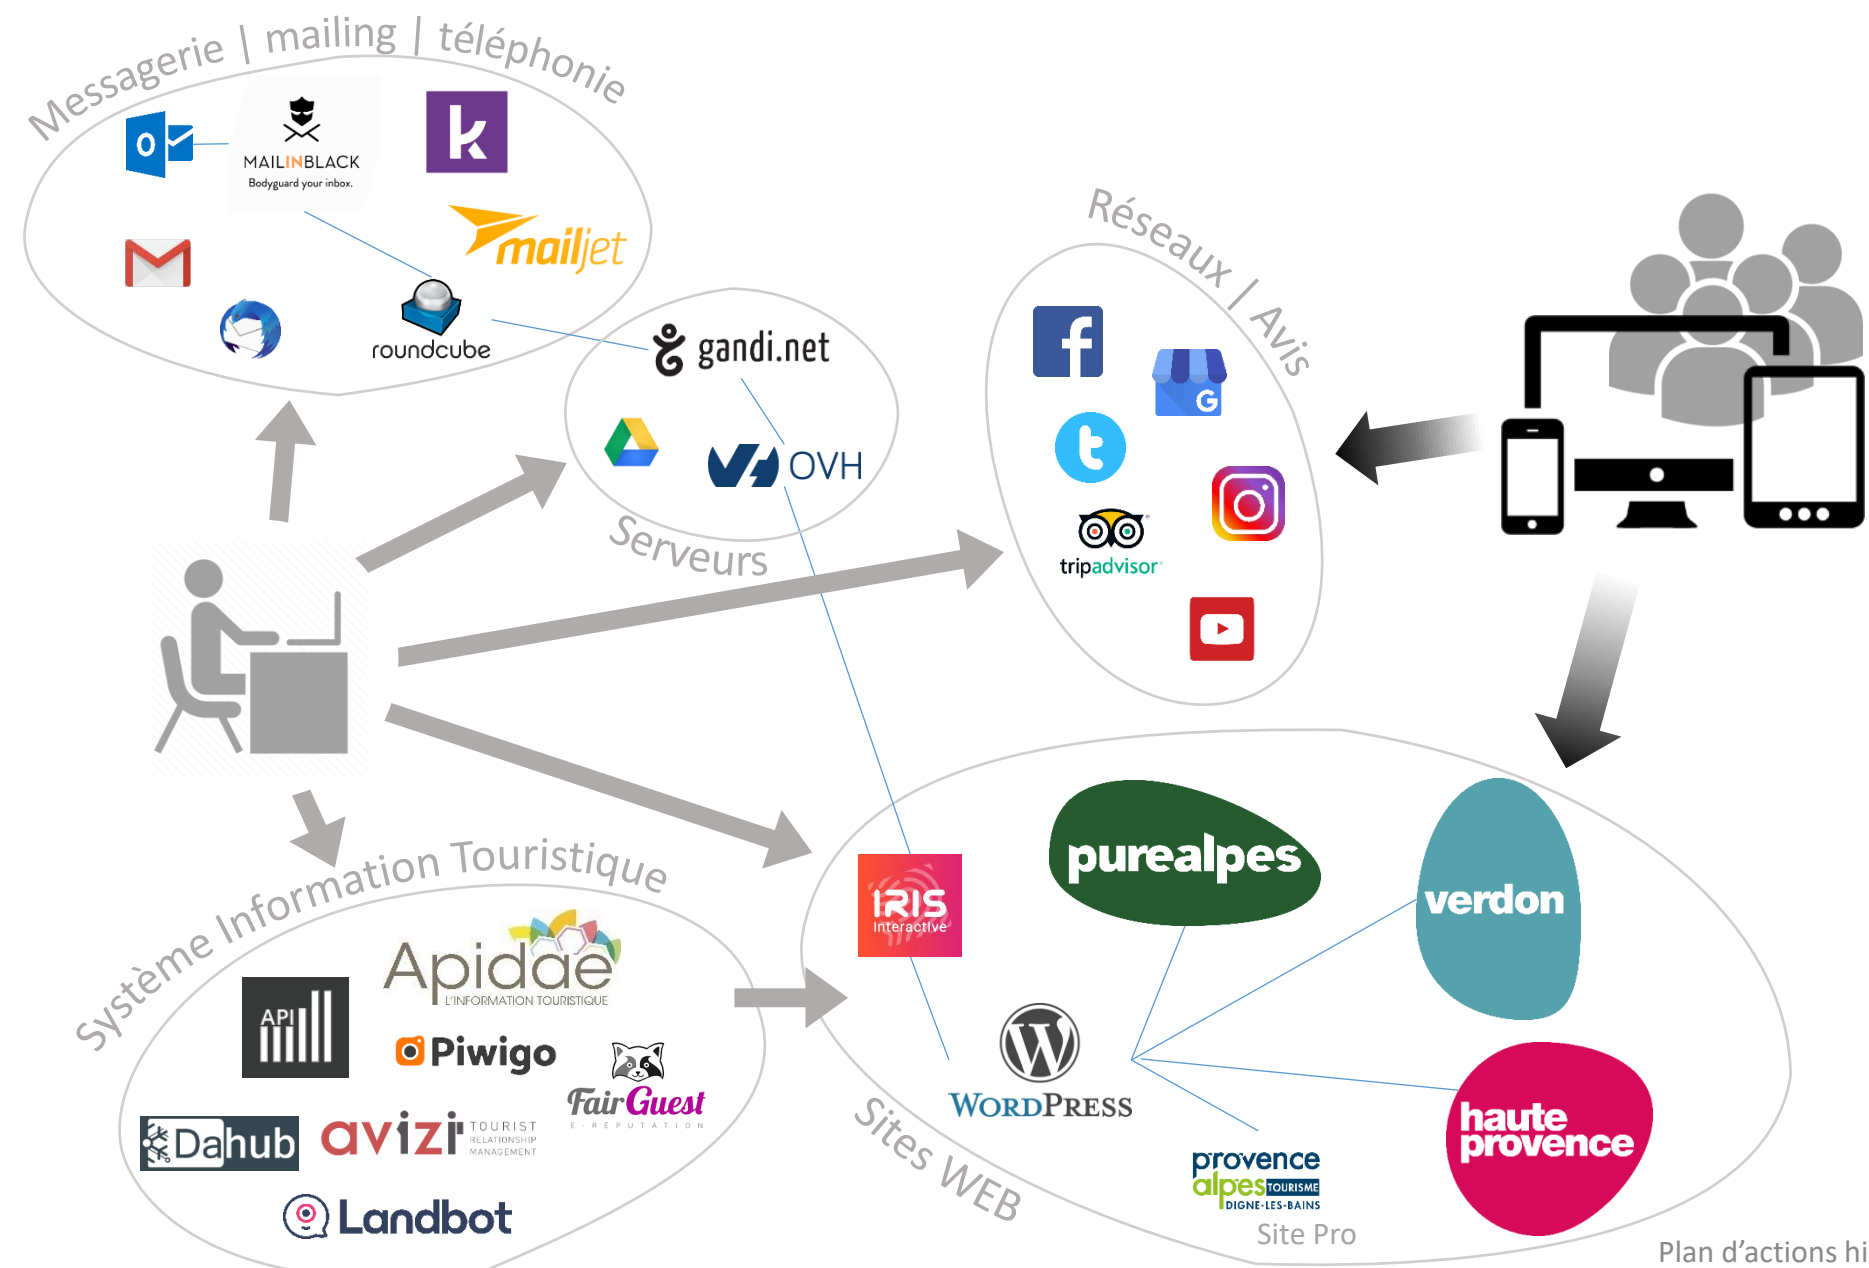 Messagerie | mailing | téléphonie
MAILINBLACK
Bodyguard your inbox.
k
mailjet
roundcube
gandi.net
OVH
Serveurs
Réseaux | Avis
f
G
t
tripadvisor
Système Information Touristique
Apidae
L'INFORMATION TOURISTIQUE
API
Piwigo
FairGuest
E-RÉPUTATION
Dahub
avizi
TOURIST
RELATIONSHIP
MANAGEMENT
Landbot
IRIS
Interactive
purealpes
verdon
WORDPRESS
haute
provence
provence
alpes TOURISME
DIGNE-LES-BAINS
Site Pro
Sites WEB
Plan d'actions hi